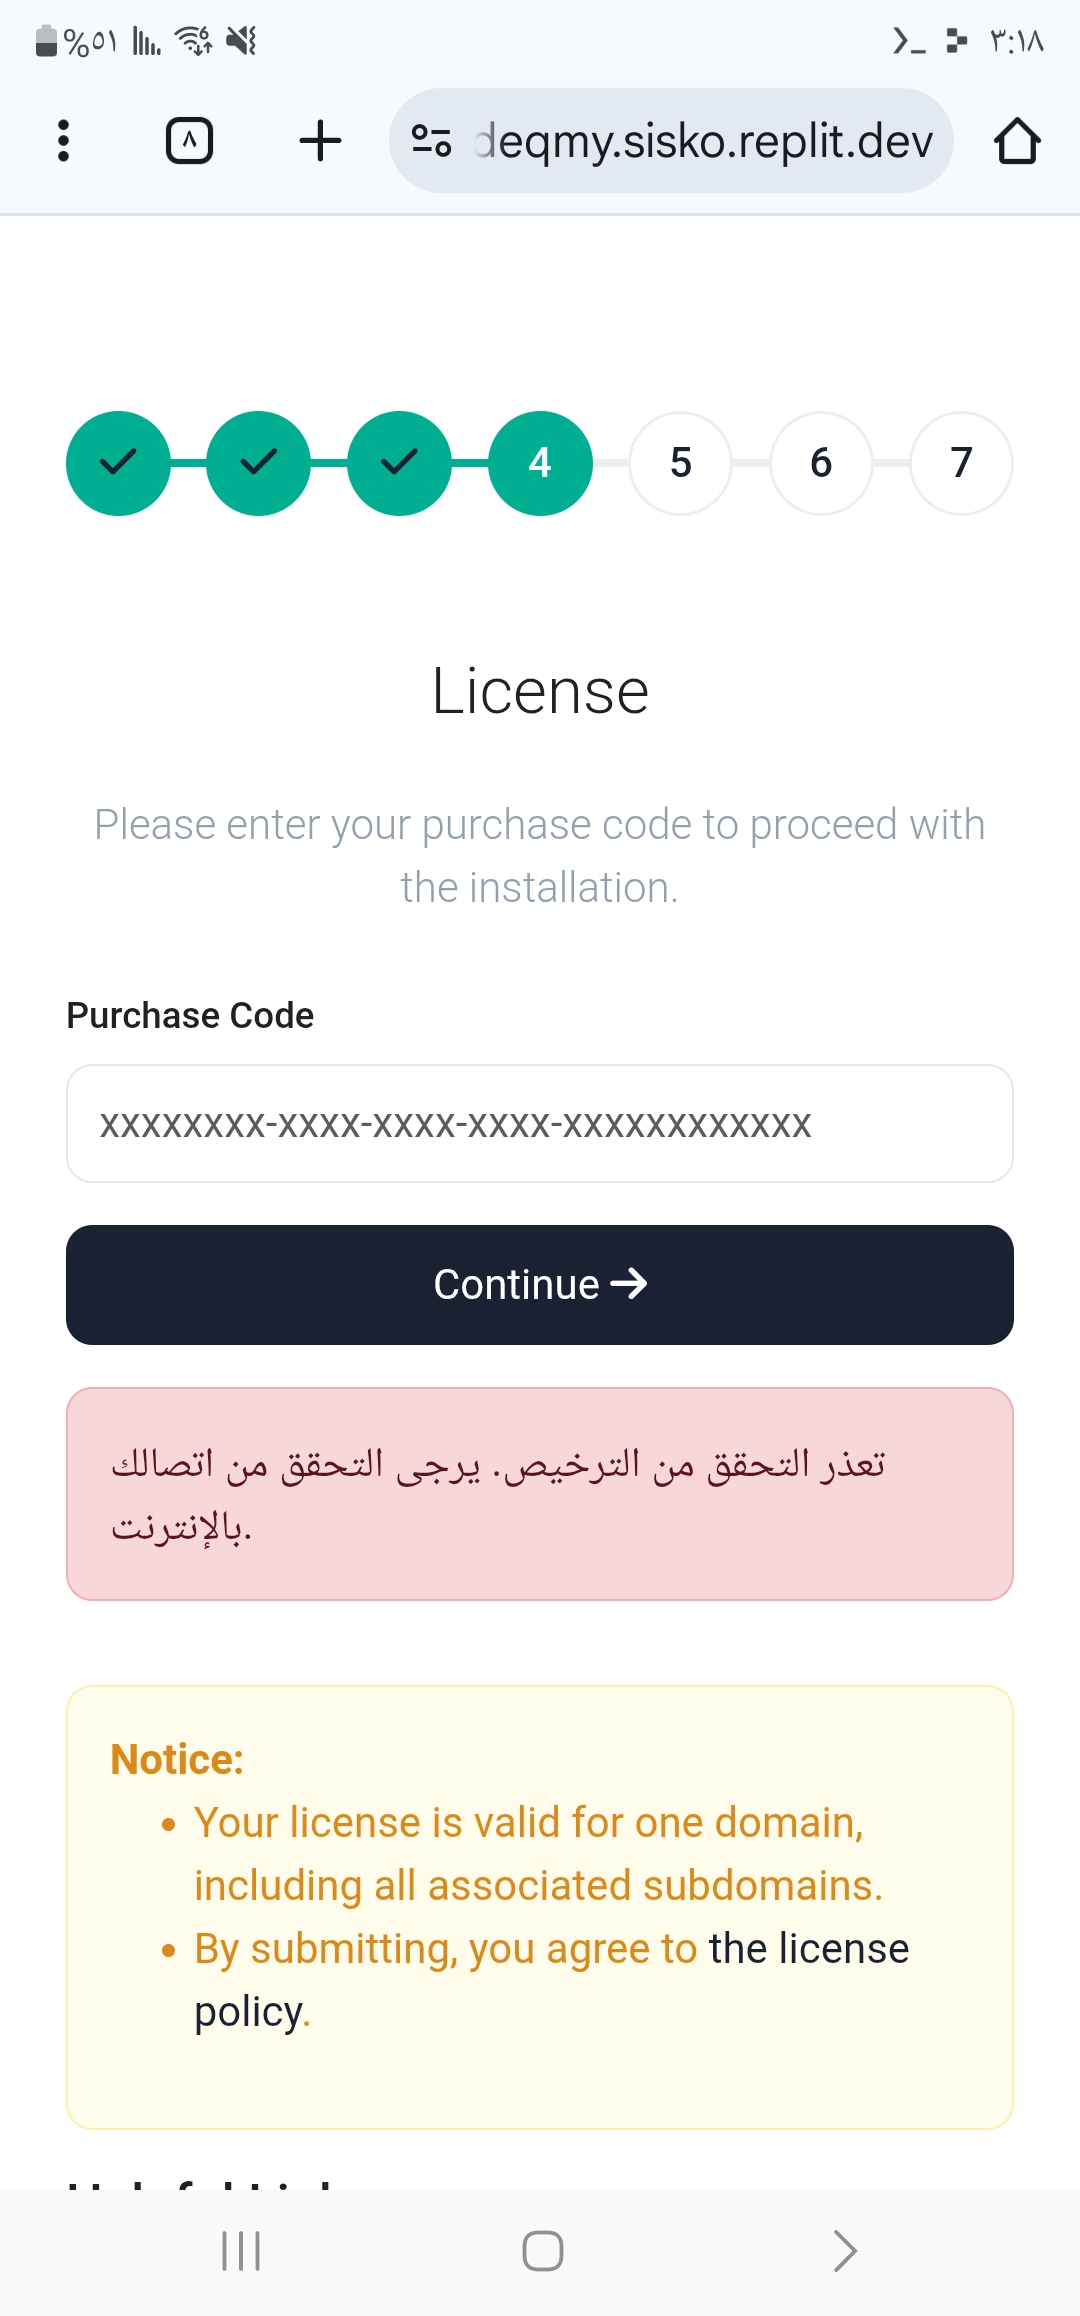 %٥١
٣:١٨
٨
deqmy.sisko.replit.dev
4
5
6
7
License
Please enter your purchase code to proceed with
the installation.
Purchase Code
xxxxxxxx-xxxx-xxxx-xxxx-xxxxxxxxxxxx
Continue →
تعذر التحقق من الترخيص. يرجى التحقق من اتصالك
بالإنترنت.
Notice:
• Your license is valid for one domain,
including all associated subdomains.
• By submitting, you agree to the license
policy.